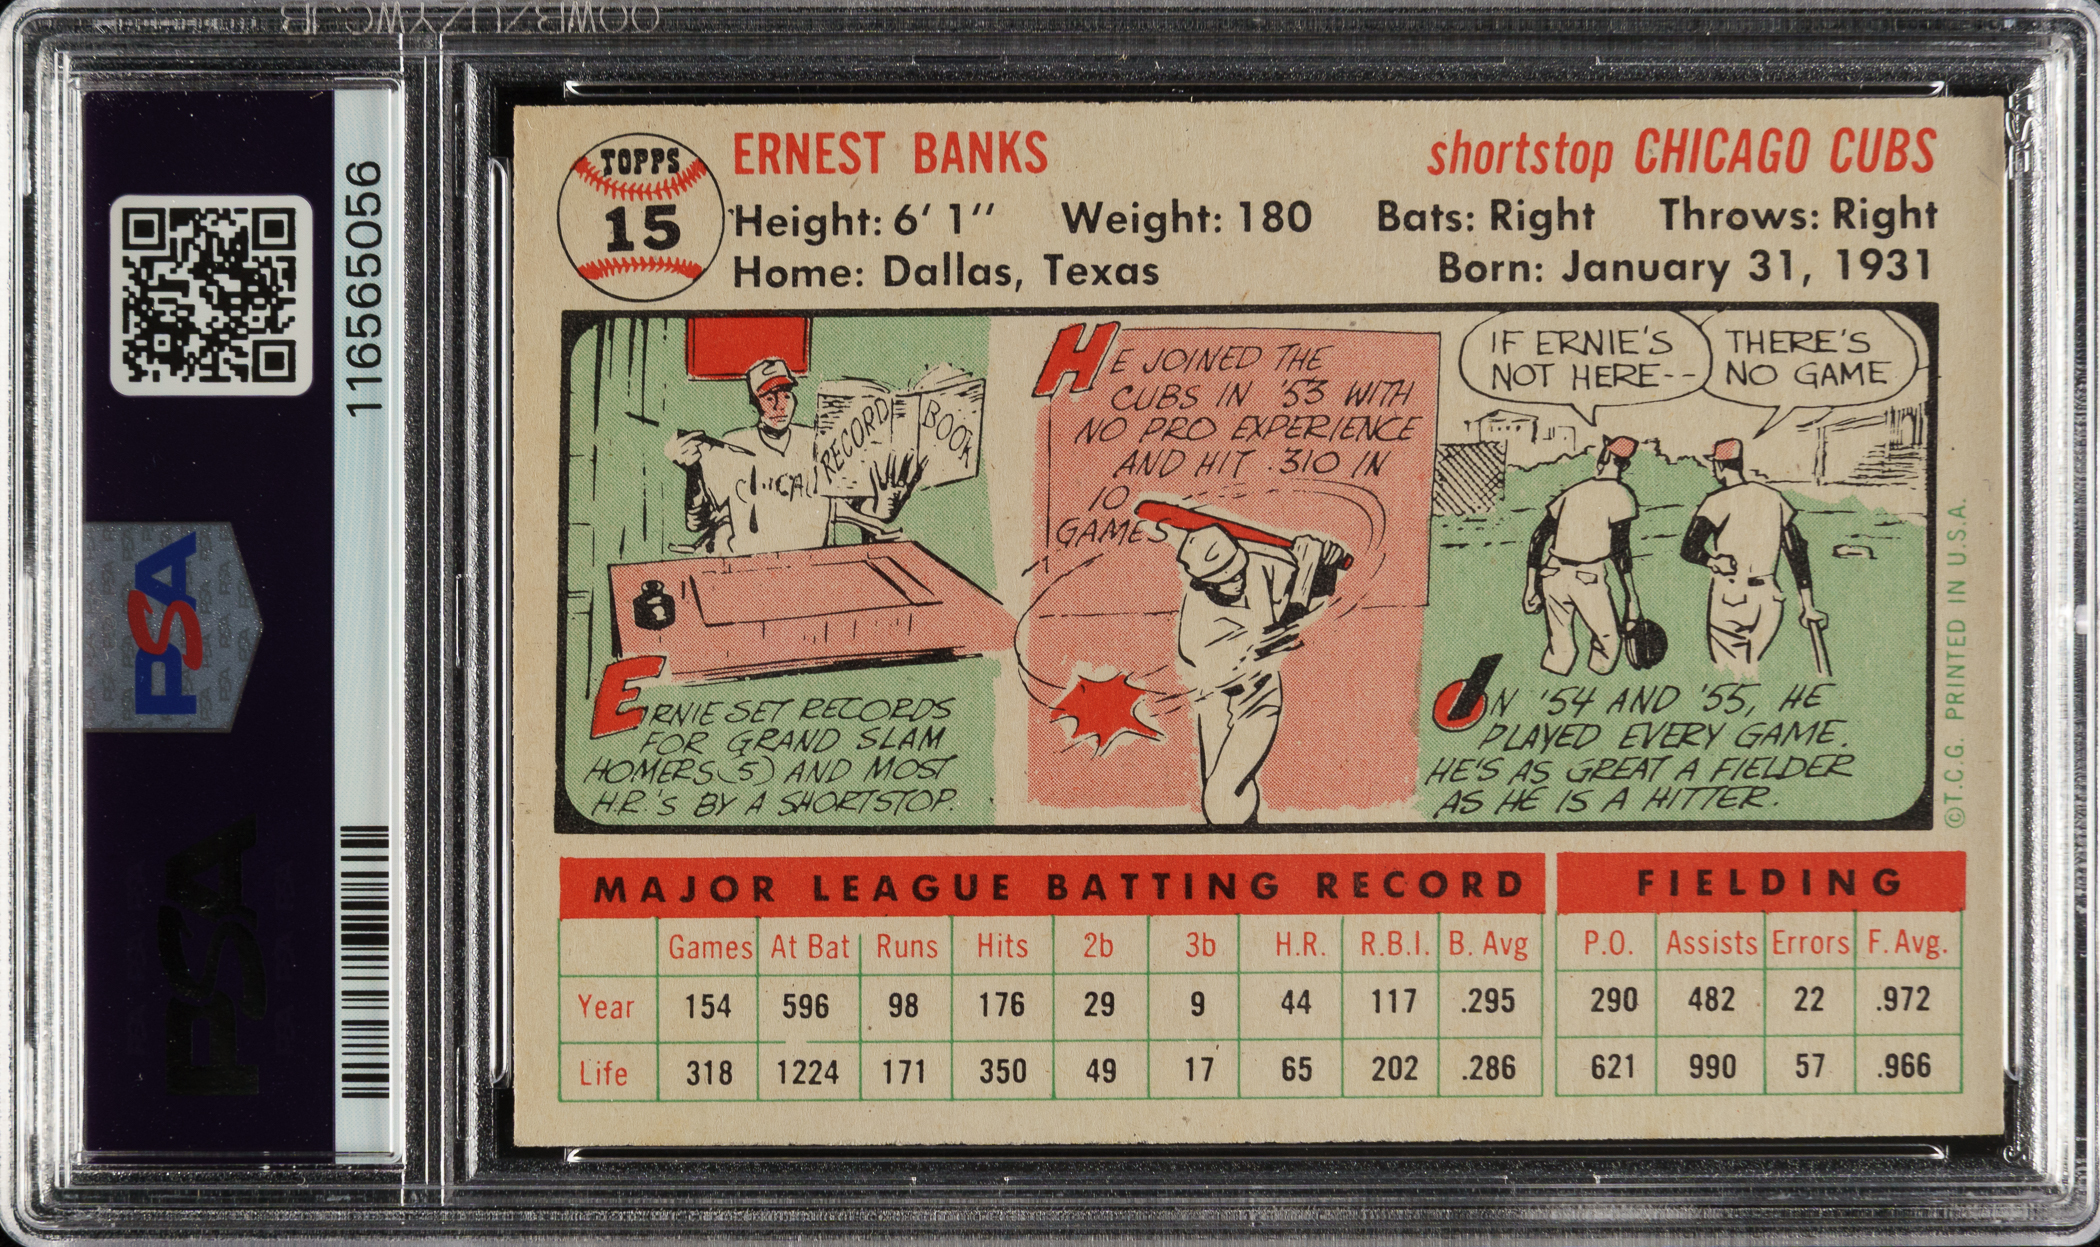 116565056
PSA
PSA
TOPPS
15
ERNEST BANKS
shortstop CHICAGO CUBS
Height: 6' 1" Weight: 180 Bats: Right Throws: Right
Home: Dallas, Texas Born: January 31, 1931
RECORD BOOK
CHICA
ERNIE SET RECORDS
FOR GRAND SLAM
HOMERS (5) AND MOST
H.R.'S BY A SHORTSTOP.
HE JOINED THE
CUBS IN '53 WITH
NO PRO EXPERIENCE
AND HIT .310 IN
10
GAMES
IF ERNIE'S
NOT HERE--
THERE'S
NO GAME
IN '54 AND '55, HE
PLAYED EVERY GAME.
HE'S AS GREAT A FIELDER
AS HE IS A HITTER.
©T.C.G. PRINTED IN U.S.A.
MAJOR LEAGUE BATTING RECORD FIELDING
Games At Bat Runs Hits 2b 3b H.R. R.B.I. B. Avg P.O. Assists Errors F. Avg.
Year 154 596 98 176 29 9 44 117 .295 290 482 22 .972
Life 318 1224 171 350 49 17 65 202 .286 621 990 57 .966